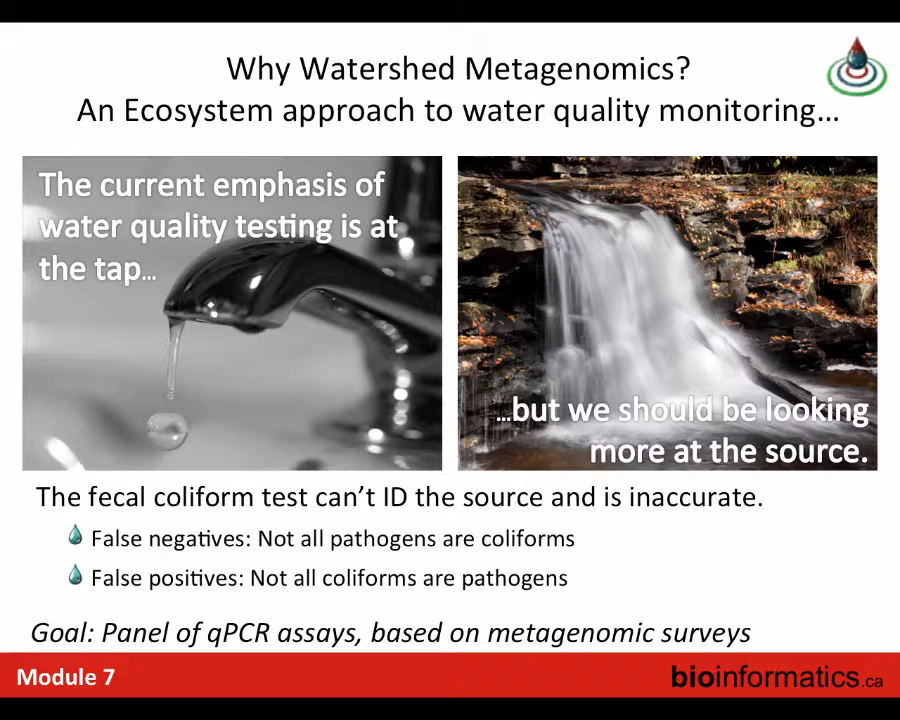 Why Watershed Metagenomics?
An Ecosystem approach to water quality monitoring…
The current emphasis of
water quality testing is at
the tap…
…but we should be looking
more at the source.
The fecal coliform test can’t ID the source and is inaccurate.
False negatives: Not all pathogens are coliforms
False positives: Not all coliforms are pathogens
Goal: Panel of qPCR assays, based on metagenomic surveys
Module 7
bioinformatics.ca